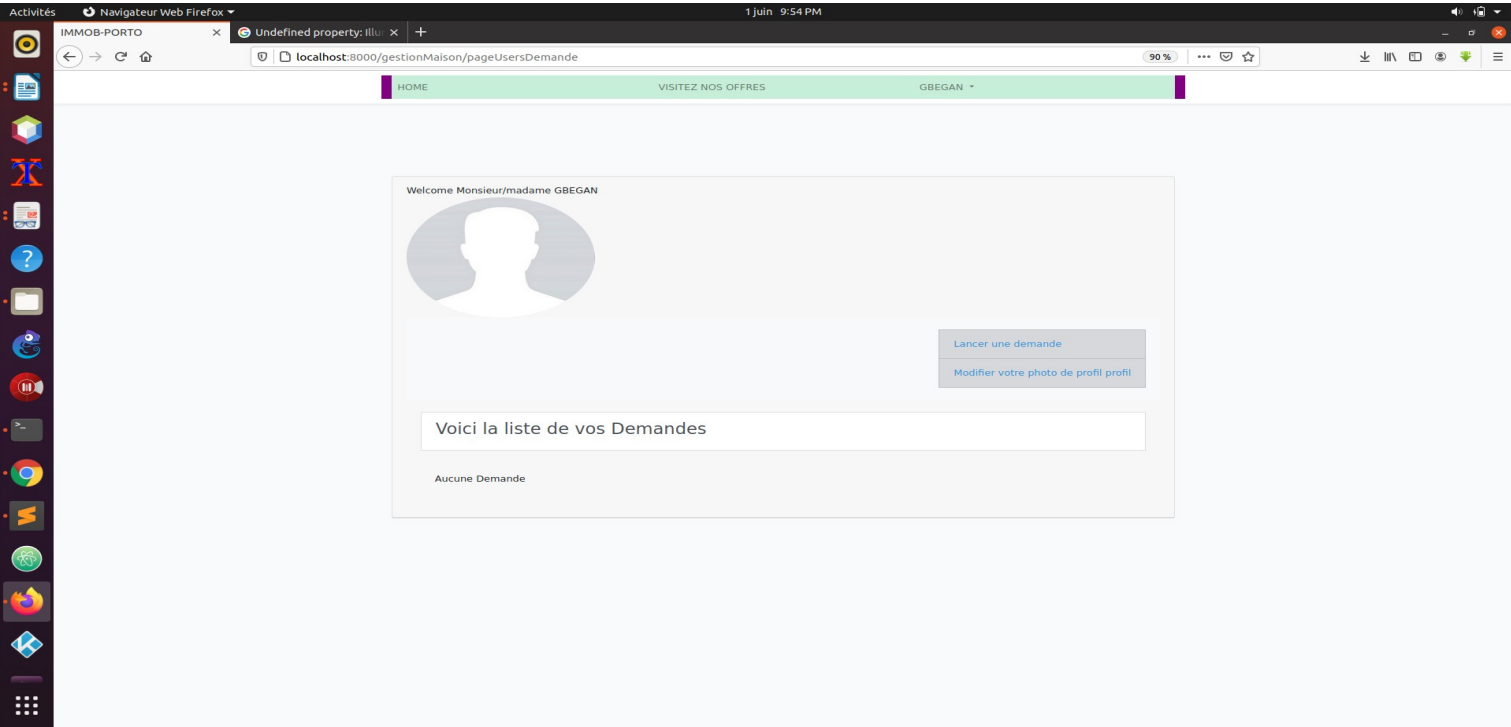 Activités Navigateur Web Firefox 1 juin 9:54 PM
IMMOB-PORTO Undefined property: Illu
localhost:8000/gestionMaison/pageUsersDemande 90 %
HOME VISITEZ NOS OFFRES GBEGAN
Welcome Monsieur/madame GBEGAN
Lancer une demande
Modifier votre photo de profil profil
Voici la liste de vos Demandes
Aucune Demande